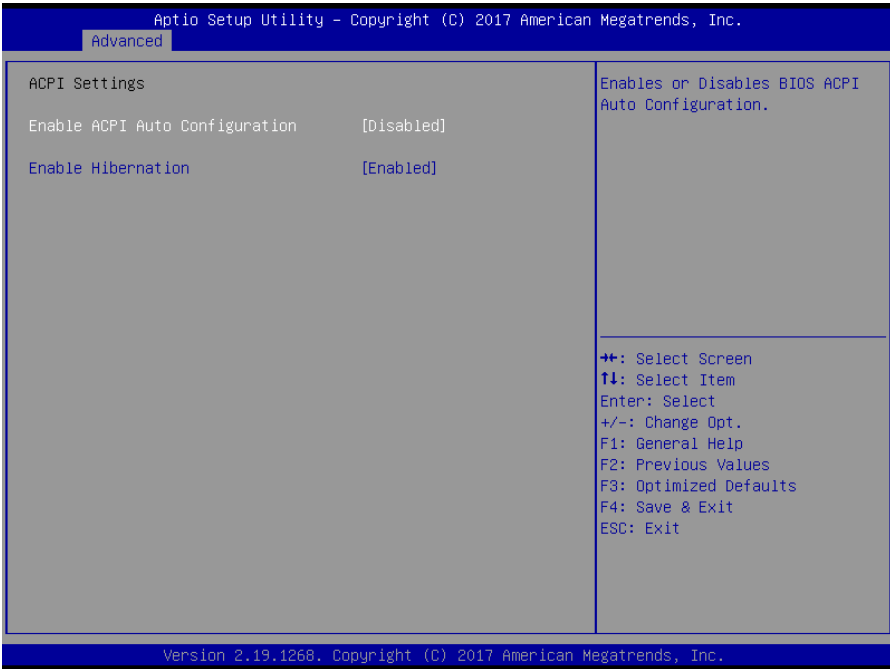 Aptio Setup Utility – Copyright (C) 2017 American Megatrends, Inc.
Advanced
ACPI Settings
Enable ACPI Auto Configuration [Disabled]
Enable Hibernation [Enabled]
Enables or Disables BIOS ACPI
Auto Configuration.
→←: Select Screen
↑↓: Select Item
Enter: Select
+/-: Change Opt.
F1: General Help
F2: Previous Values
F3: Optimized Defaults
F4: Save & Exit
ESC: Exit
Version 2.19.1268. Copyright (C) 2017 American Megatrends, Inc.